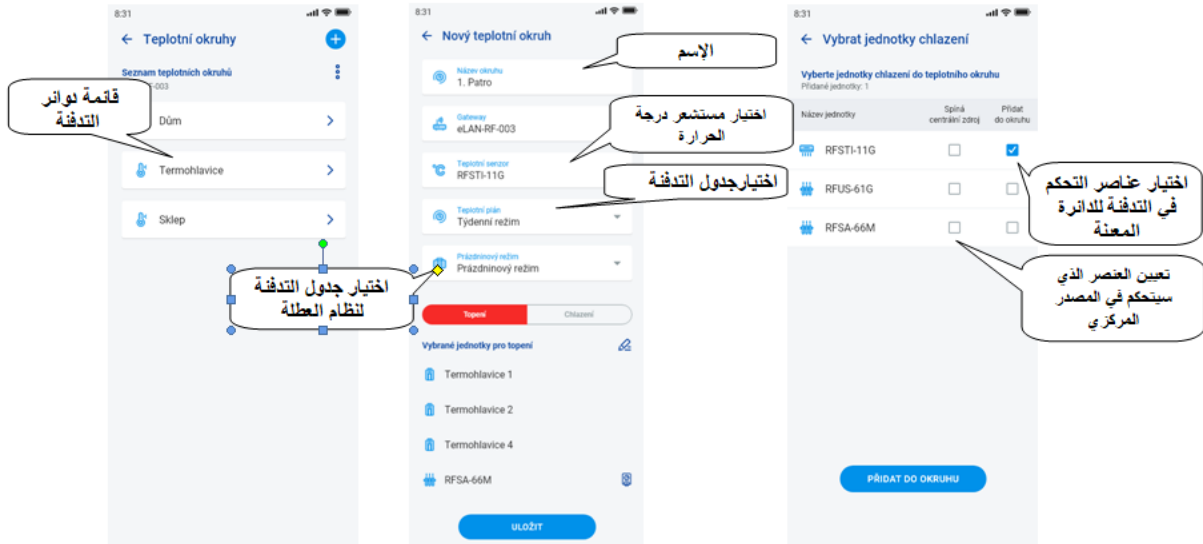 8:31
Teplotní okruhy
Seznam teplotních okruhů
-003
Dům
Termohlavice
Sklep
قائمة دوائر
التدفئة
8:31
Nový teplotní okruh
Název okruhu
1. Patro
Gateway
eLAN-RF-003
Teplotní senzor
RFSTI-11G
Teplotní plán
Týdenní režim
Prázdninový režim
Prázdninový režim
Topení
Chlazení
Vybrané jednotky pro topení
Termohlavice 1
Termohlavice 2
Termohlavice 4
RFSA-66M
ULOŽIT
الإسم
اختيار مستشعر درجة
الحرارة
اختيارجدول التدفئة
اختيار جدول التدفئة
لنظام العطلة
8:31
Vybrat jednotky chlazení
Vyberte jednotky chlazení do teplotního okruhu
Přidané jednotky: 1
Název jednotky
Spíná
centrální zdroj
Přidat
do okruhu
RFSTI-11G
RFUS-61G
RFSA-66M
PŘIDAT DO OKRUHU
اختيار عناصر التحكم
في التدفئة للدائرة
المعنة
تعيين العنصر الذي
سيتحكم في المصدر
المركزي